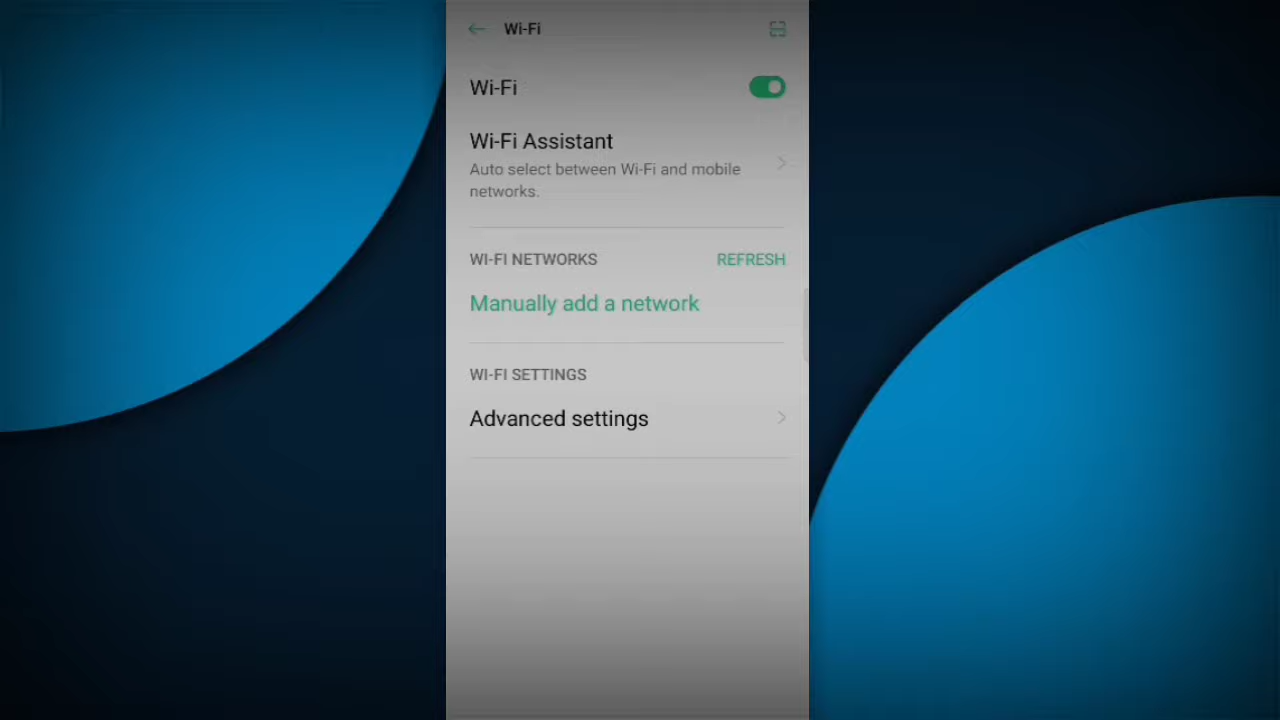 Wi-Fi
Wi-Fi
Wi-Fi Assistant
Auto select between Wi-Fi and mobile
networks.
WI-FI NETWORKS REFRESH
Manually add a network
WI-FI SETTINGS
Advanced settings